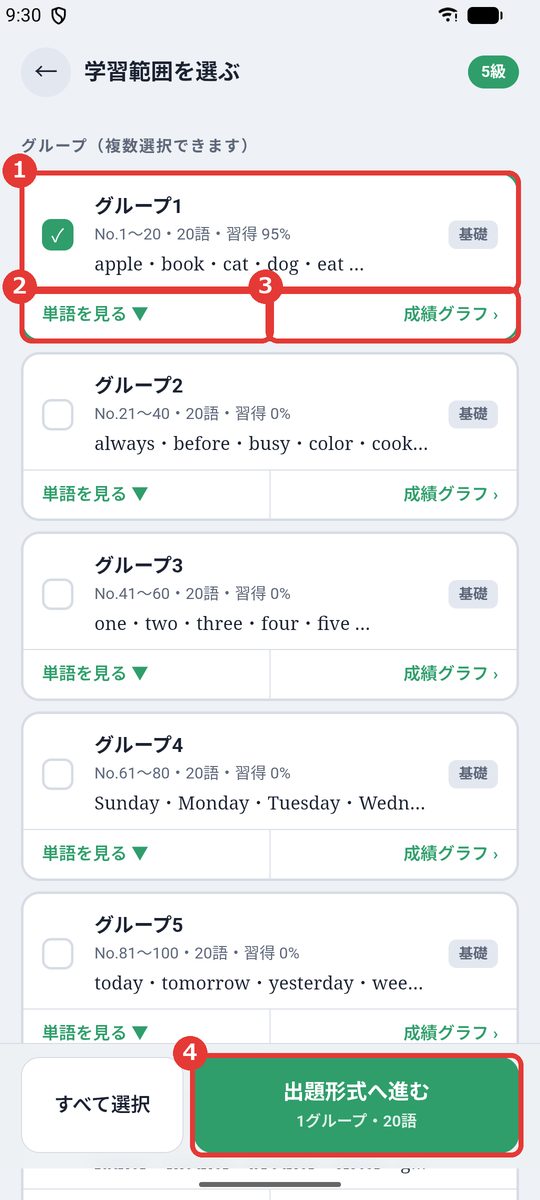 9:30
← 学習範囲を選ぶ 5級
グループ（複数選択できます）
1
グループ1
No.1〜20・20語・習得 95%
基礎
apple・book・cat・dog・eat ...
2 3
単語を見る ▼ 成績グラフ ›
グループ2
No.21〜40・20語・習得 0%
基礎
always・before・busy・color・cook...
単語を見る ▼ 成績グラフ ›
グループ3
No.41〜60・20語・習得 0%
基礎
one・two・three・four・five ...
単語を見る ▼ 成績グラフ ›
グループ4
No.61〜80・20語・習得 0%
基礎
Sunday・Monday・Tuesday・Wedn...
単語を見る ▼ 成績グラフ ›
グループ5
No.81〜100・20語・習得 0%
基礎
today・tomorrow・yesterday・wee...
単語を見る ▼ 成績グラフ ›
4
すべて選択
出題形式へ進む
1グループ・20語